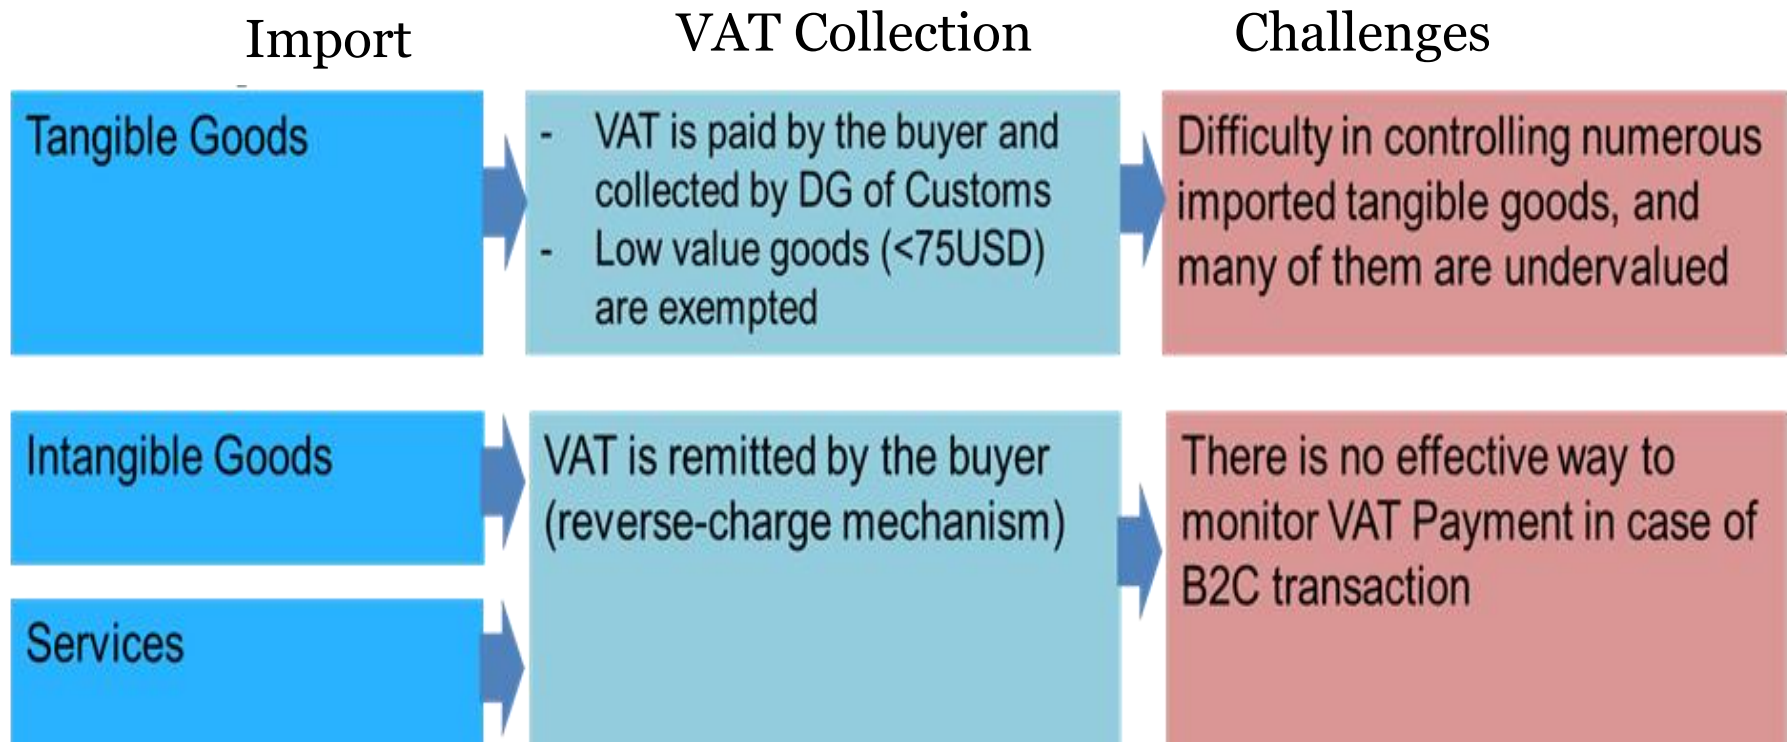 Import
VAT Collection
Challenges
Tangible Goods
- VAT is paid by the buyer and
collected by DG of Customs
- Low value goods (<75USD)
are exempted
Difficulty in controlling numerous
imported tangible goods, and
many of them are undervalued
Intangible Goods
Services
VAT is remitted by the buyer
(reverse-charge mechanism)
There is no effective way to
monitor VAT Payment in case of
B2C transaction